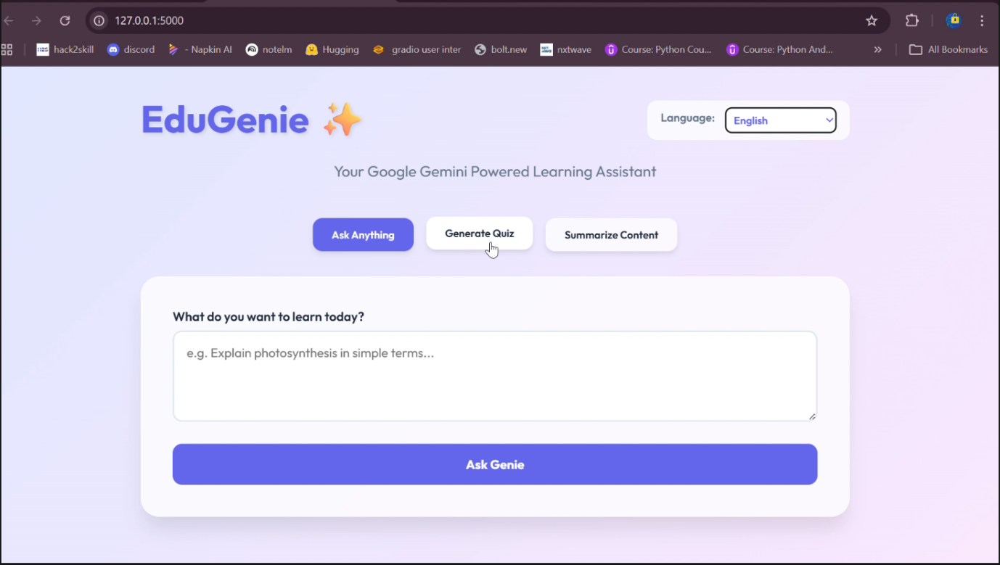 127.0.0.1:5000
hack2skill discord - Napkin AI notelm Hugging gradio user inter bolt.new nxtwave Course: Python Cou... Course: Python And... » All Bookmarks
EduGenie ✨
Language: English
Your Google Gemini Powered Learning Assistant
Ask Anything Generate Quiz Summarize Content
What do you want to learn today?
e.g. Explain photosynthesis in simple terms...
Ask Genie